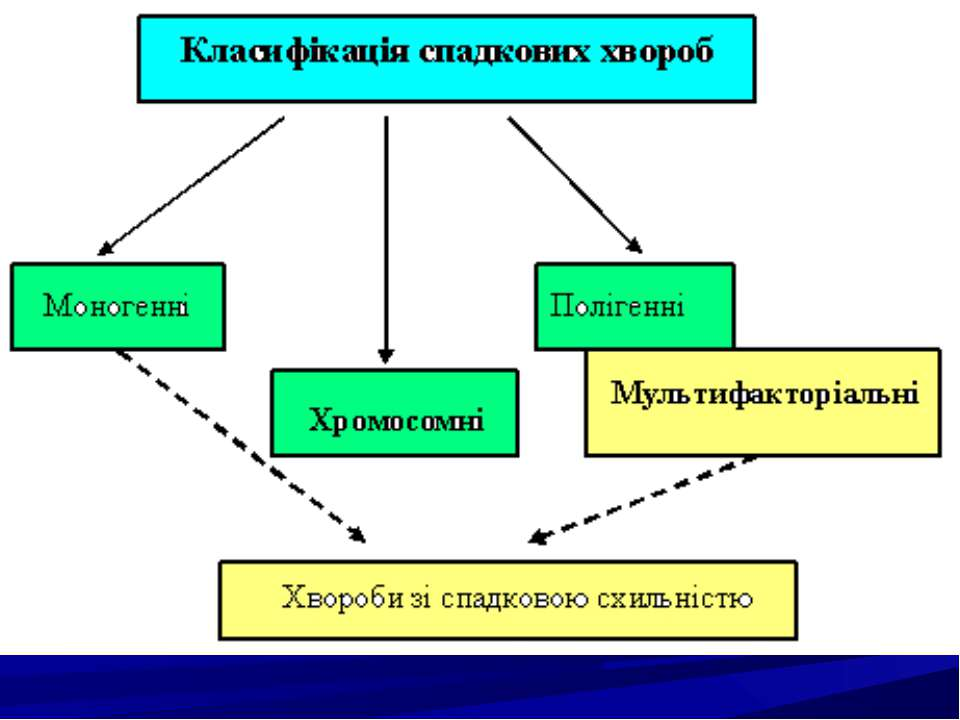 Класифікація спадкових хвороб
Моногенні
Полігенні
Мультифакторіальні
Хромосомні
Хвороби зі спадковою схильністю